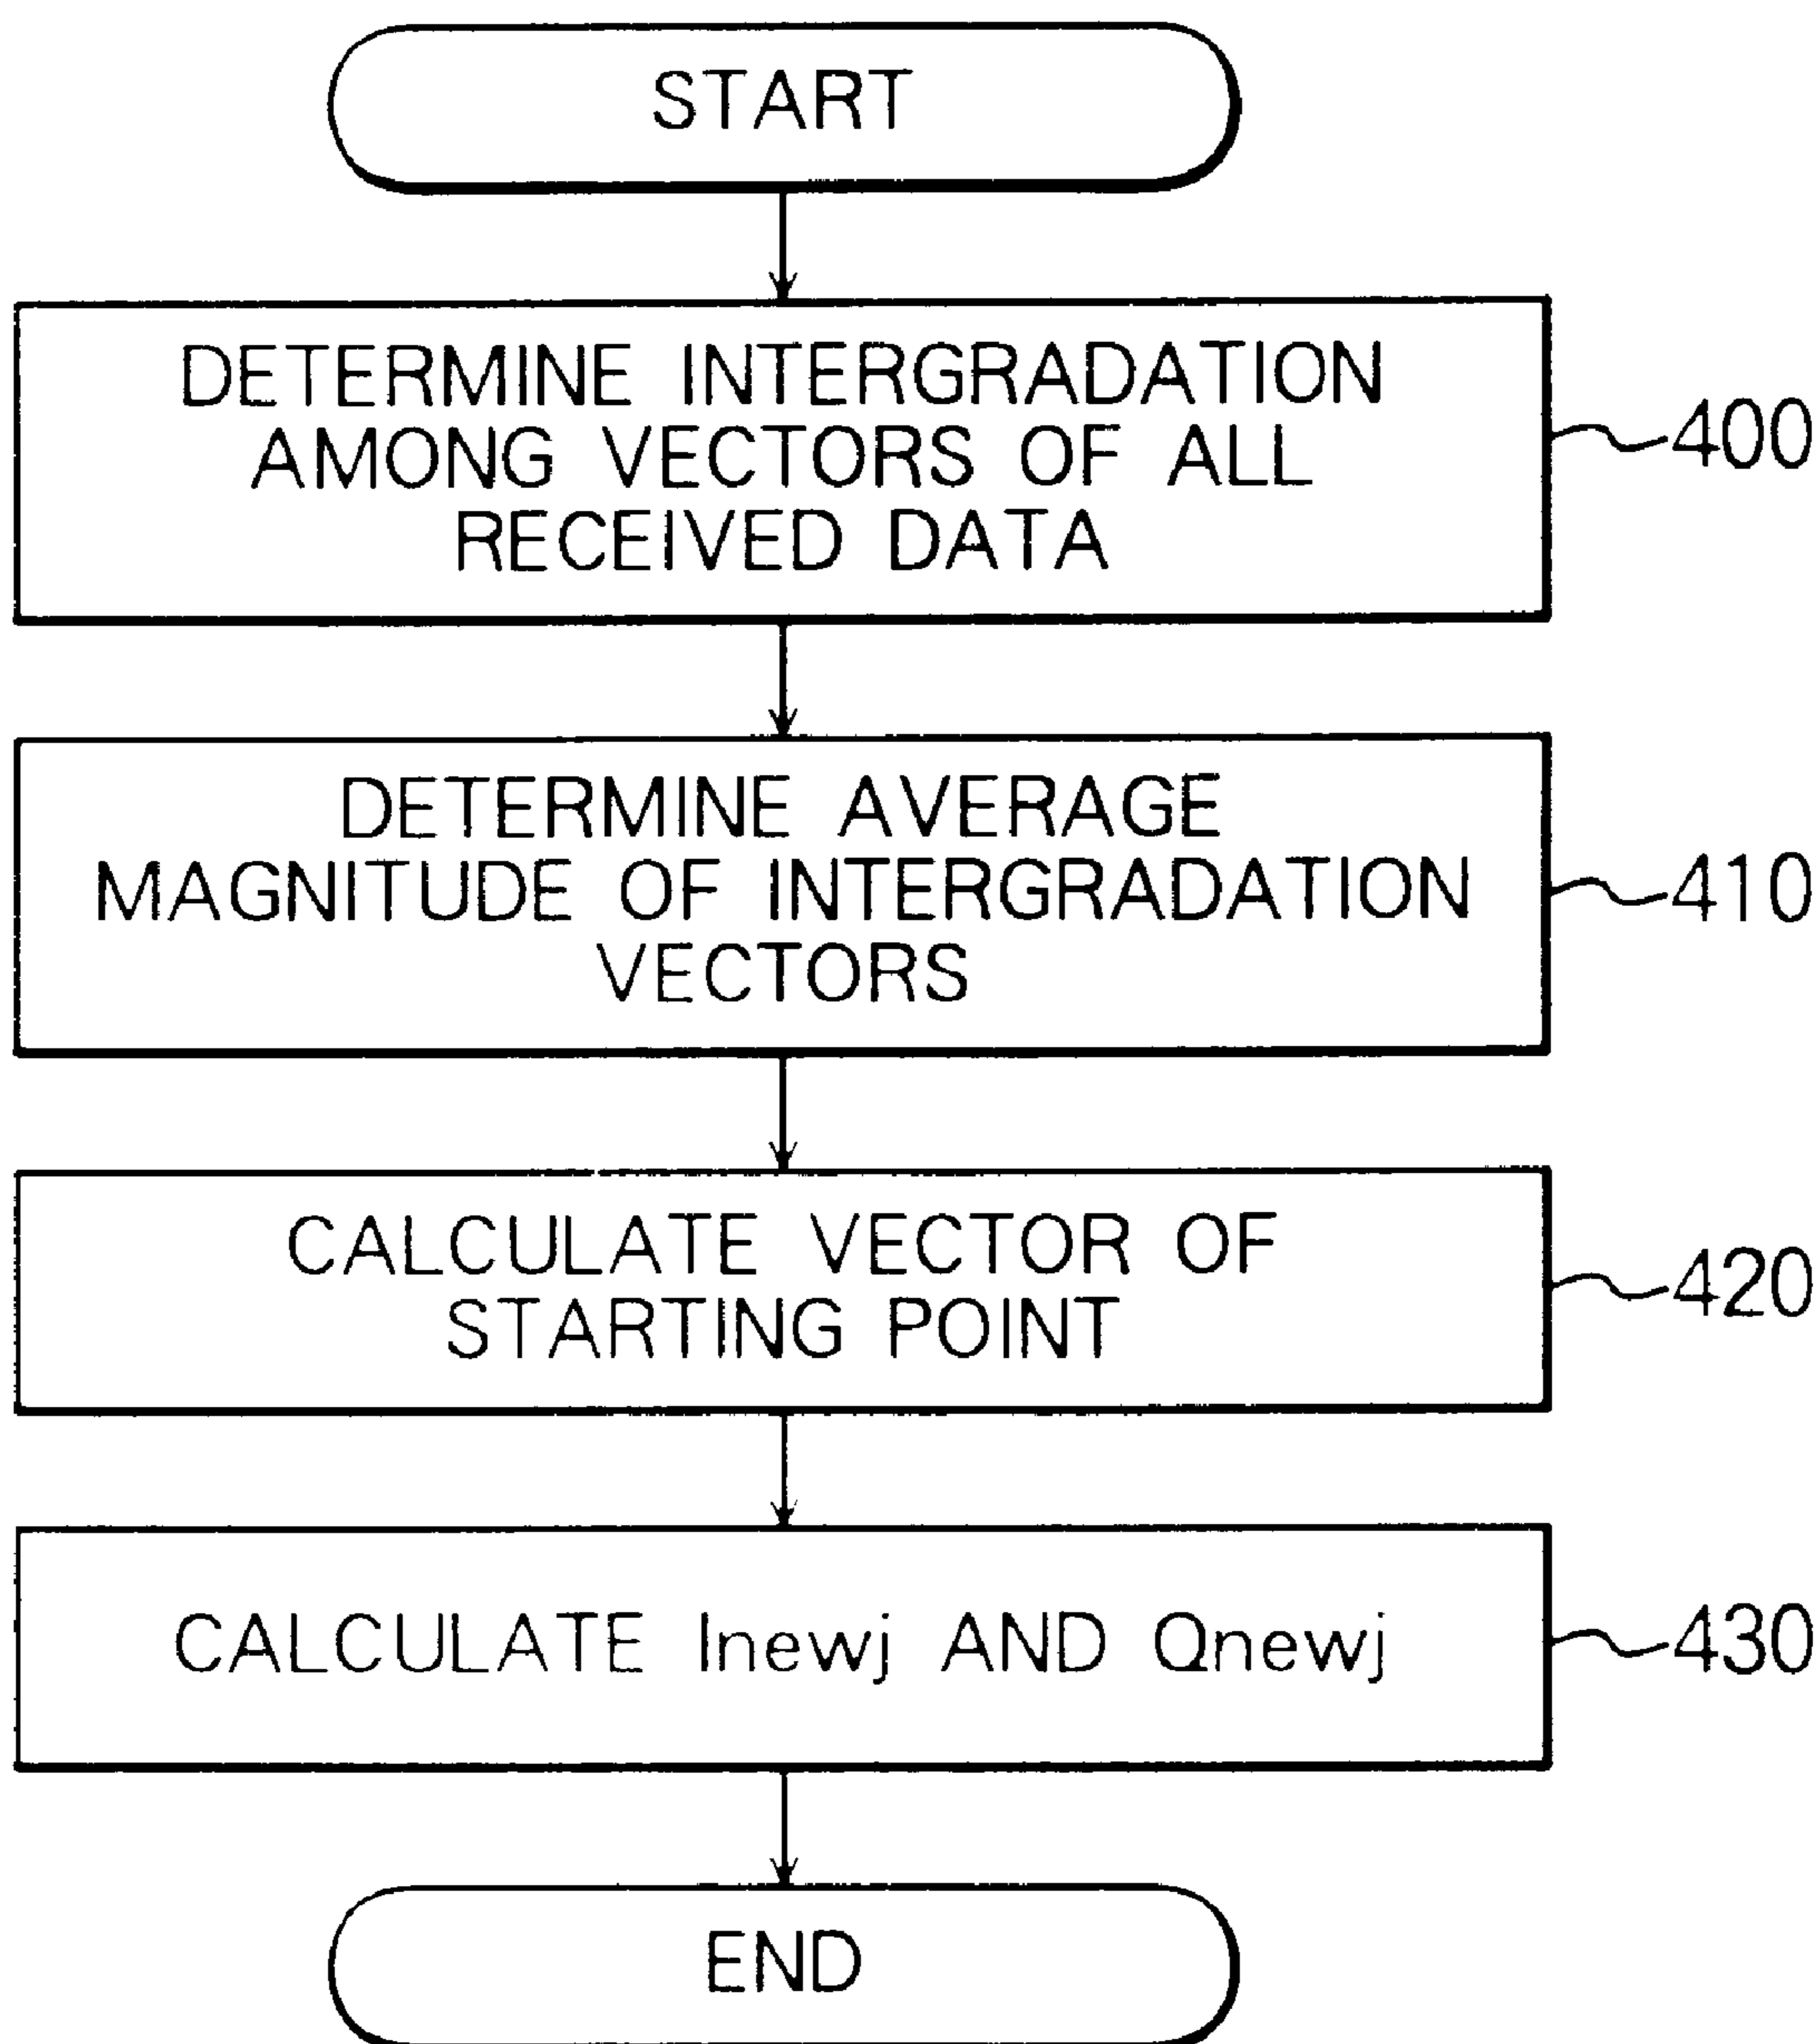 START
DETERMINE INTERGRADATION
AMONG VECTORS OF ALL
RECEIVED DATA
400
DETERMINE AVERAGE
MAGNITUDE OF INTERGRADATION
VECTORS
410
CALCULATE VECTOR OF
STARTING POINT
420
CALCULATE Inewj AND Qnewj
430
END